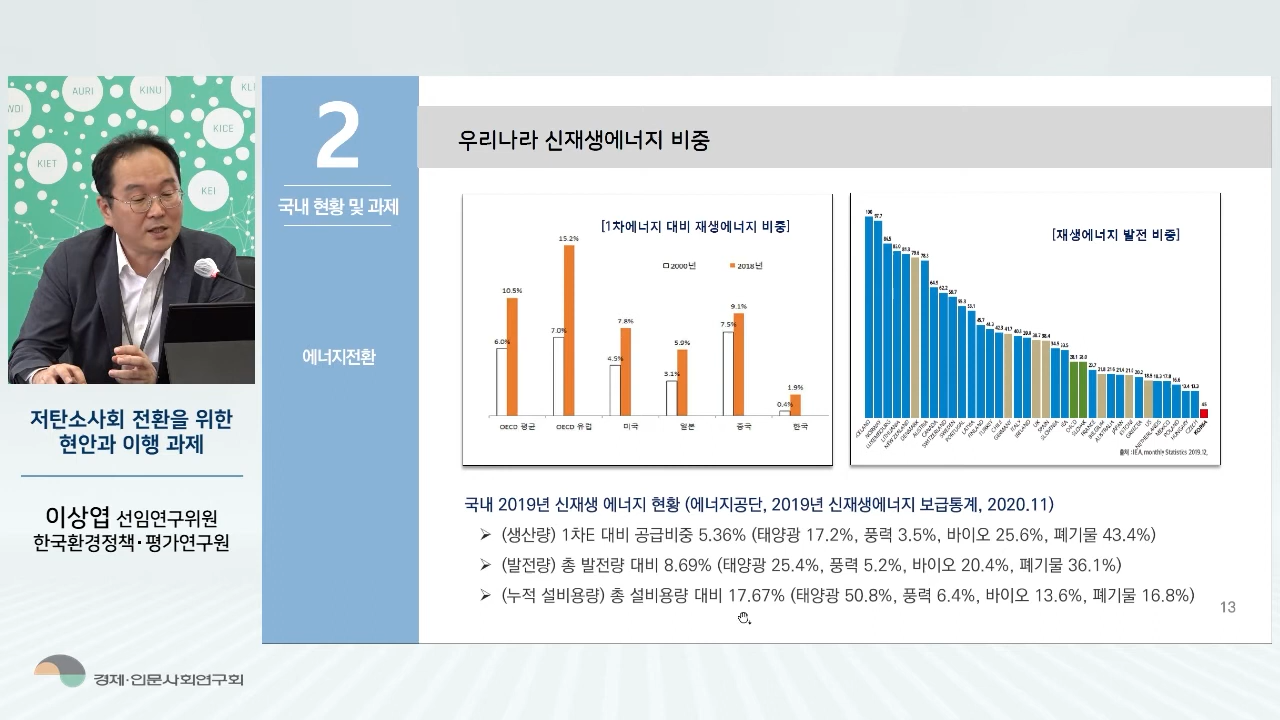 WDI
AURI
KINU
KLI
KICE
KIET
KEI
저탄소사회 전환을 위한
현안과 이행 과제
이상엽 선임연구위원
한국환경정책·평가연구원
경제·인문사회연구회
2
국내 현황 및 과제
에너지전환
우리나라 신재생에너지 비중
[1차에너지 대비 재생에너지 비중]
2000년 2018년
6.0% 10.5% 7.0% 15.2% 4.5% 7.8% 3.1% 5.9% 7.5% 9.1% 0.4% 1.9%
OECD 평균 OECD 유럽 미국 일본 중국 한국
[재생에너지 발전 비중]
출처 : IEA, monthly Statistics 2019.12.
국내 2019년 신재생 에너지 현황 (에너지공단, 2019년 신재생에너지 보급통계, 2020.11)
➢ (생산량) 1차E 대비 공급비중 5.36% (태양광 17.2%, 풍력 3.5%, 바이오 25.6%, 폐기물 43.4%)
➢ (발전량) 총 발전량 대비 8.69% (태양광 25.4%, 풍력 5.2%, 바이오 20.4%, 폐기물 36.1%)
➢ (누적 설비용량) 총 설비용량 대비 17.67% (태양광 50.8%, 풍력 6.4%, 바이오 13.6%, 폐기물 16.8%)
13